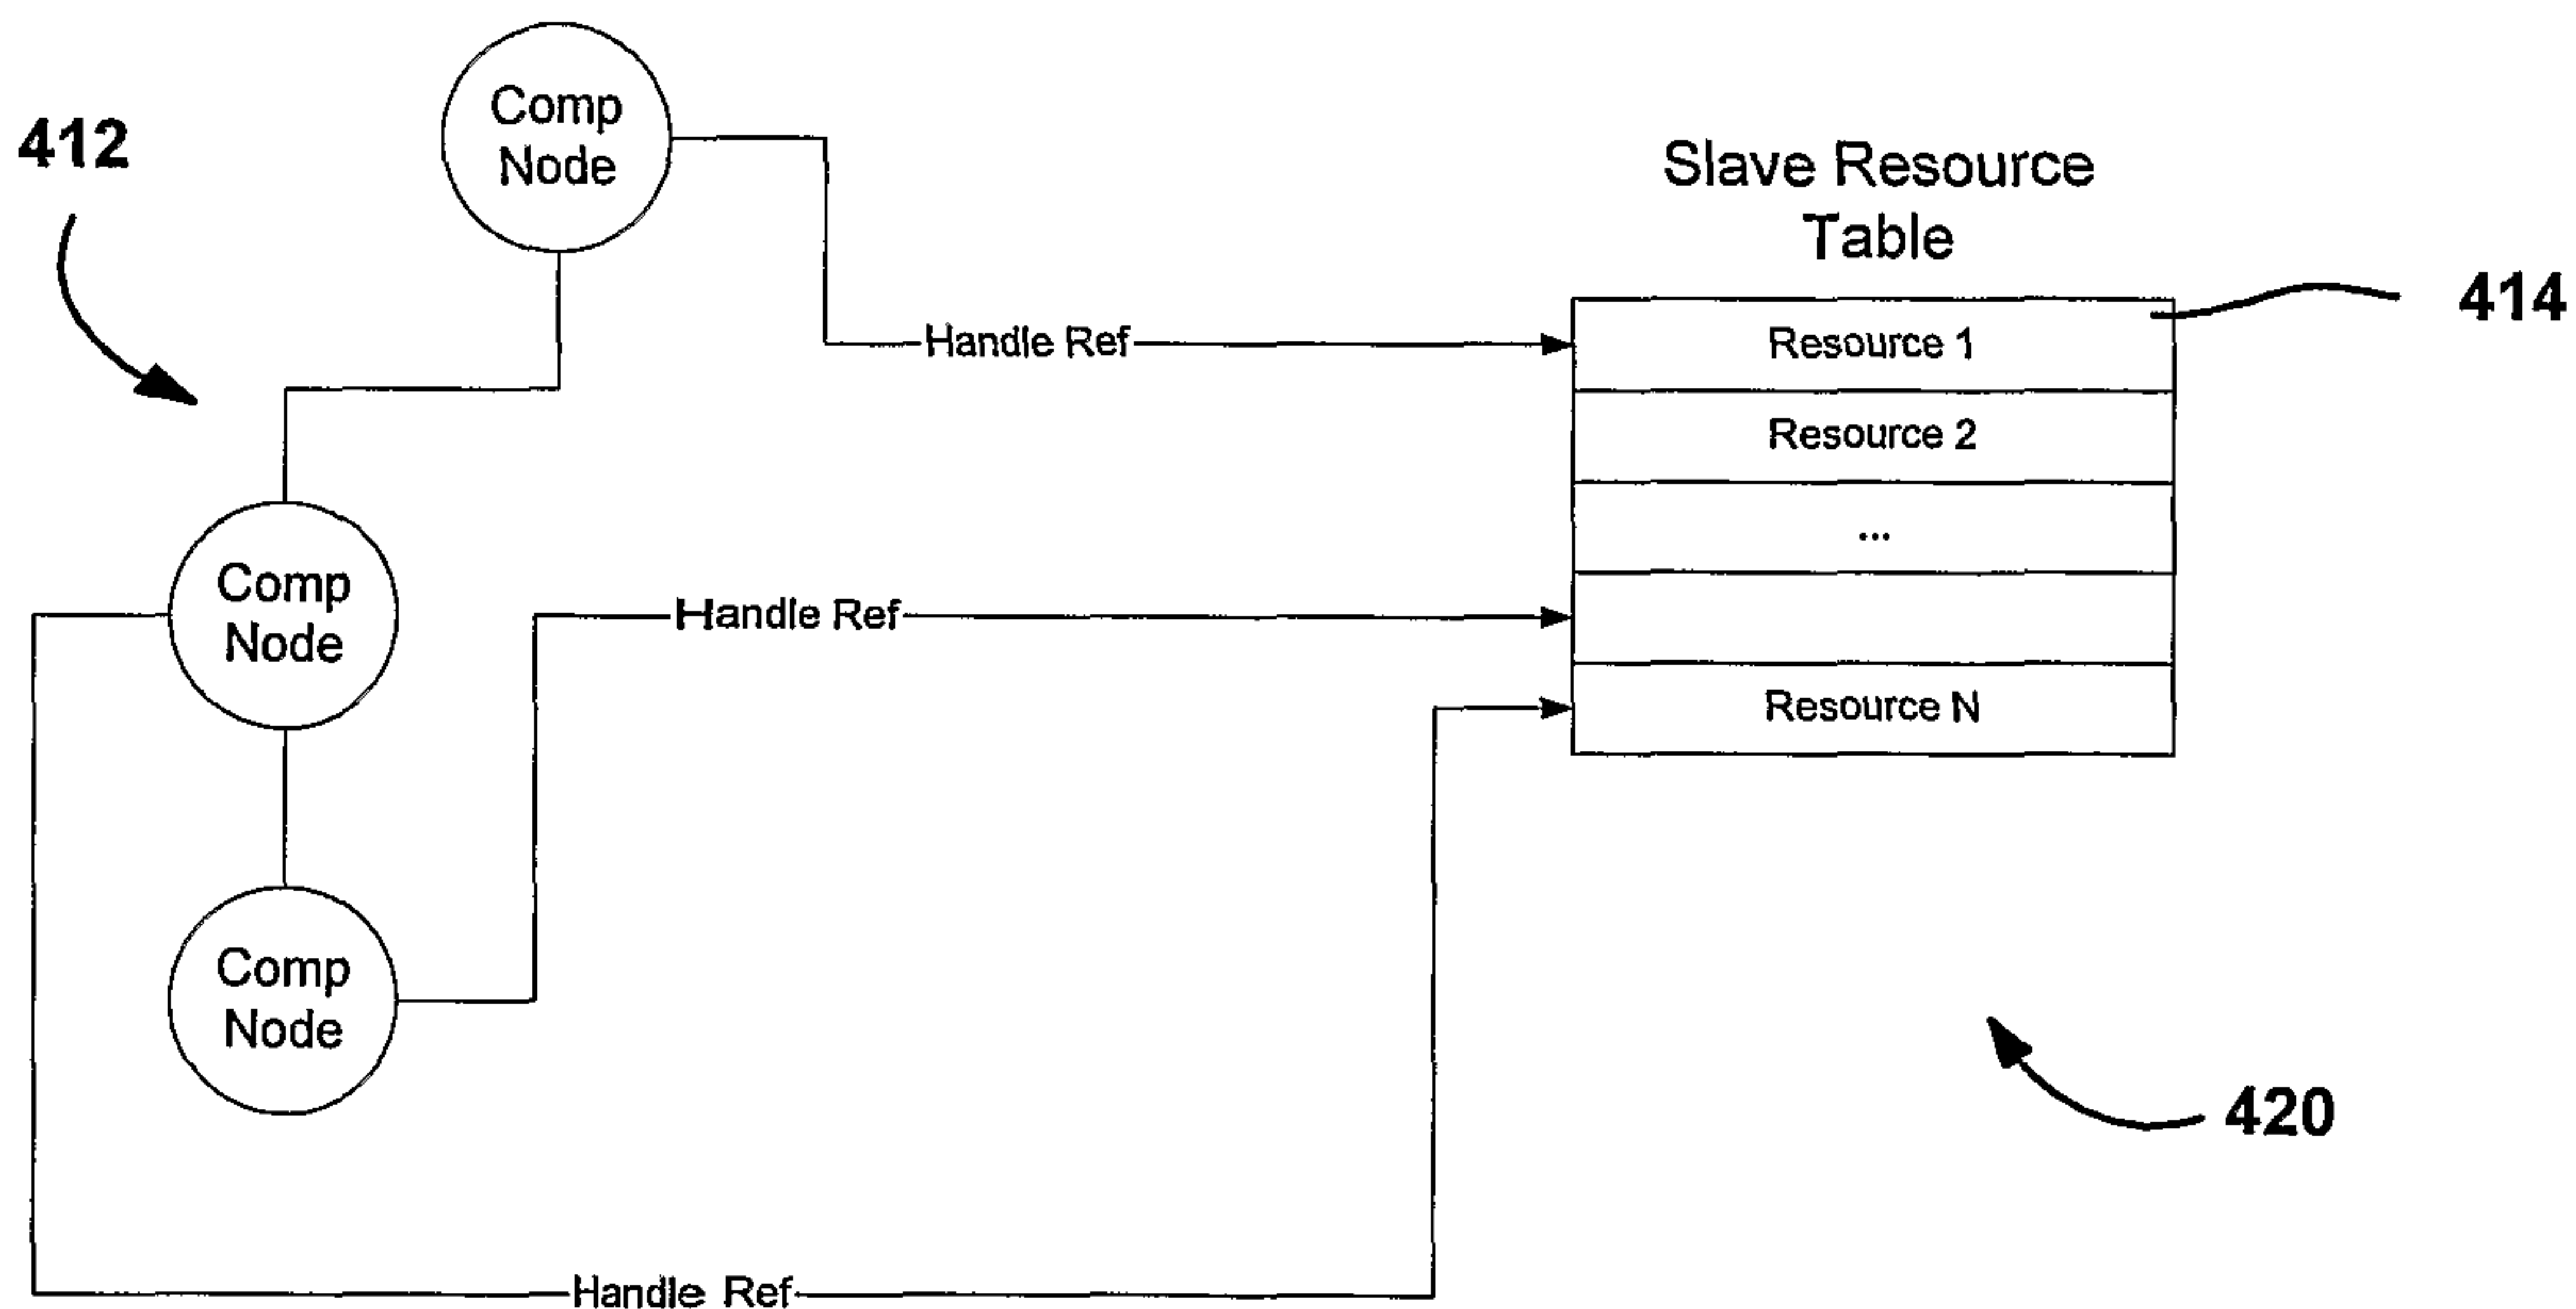 Comp
Node
412
Slave Resource
Table
414
Handle Ref
Resource 1
Resource 2
...
Comp
Node
Handle Ref
Resource N
Comp
Node
420
Handle Ref